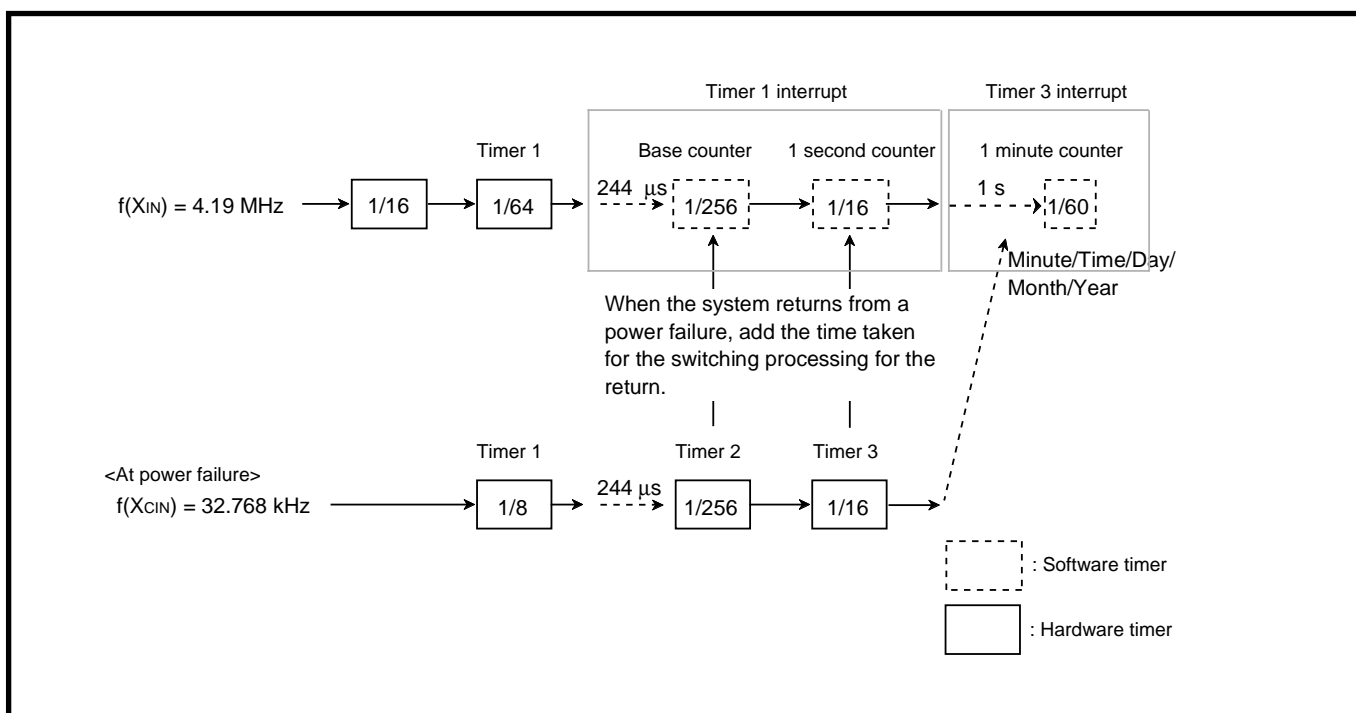 Timer 1 interrupt
Timer 3 interrupt
Timer 1
Base counter
1 second counter
1 minute counter
f(XIN) = 4.19 MHz
1/16
1/64
244 μs
1/256
1/16
1 s
1/60
Minute/Time/Day/
Month/Year
When the system returns from a
power failure, add the time taken
for the switching processing for the
return.
Timer 1
Timer 2
Timer 3
<At power failure>
f(XCIN) = 32.768 kHz
1/8
244 μs
1/256
1/16
: Software timer
: Hardware timer